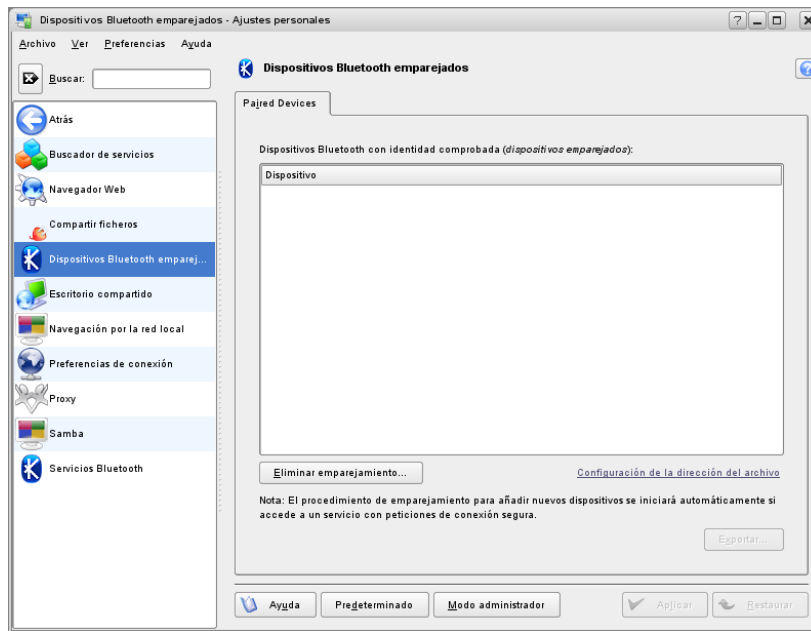 Dispositivos Bluetooth emparejados - Ajustes personales
Archivo Ver Preferencias Ayuda
Buscar:
Atrás
Buscador de servicios
Navegador Web
Compartir ficheros
Dispositivos Bluetooth emparej...
Escritorio compartido
Navegación por la red local
Preferencias de conexión
Proxy
Samba
Servicios Bluetooth
Dispositivos Bluetooth emparejados
Paired Devices
Dispositivos Bluetooth con identidad comprobada (dispositivos emparejados):
Dispositivo
Eliminar emparejamiento...
Configuración de la dirección del archivo
Nota: El procedimiento de emparejamiento para añadir nuevos dispositivos se iniciará automáticamente si
accede a un servicio con peticiones de conexión segura.
Exportar...
Ayuda
Predeterminado
Modo administrador
Aplicar
Restaurar